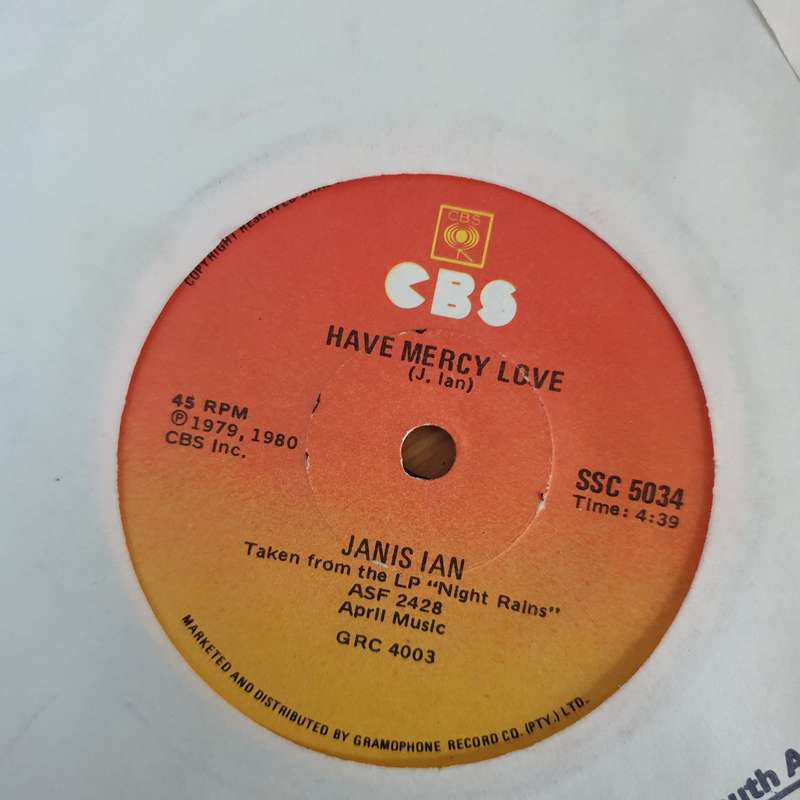 COPYRIGHT RESERVED
CBS
CBS
HAVE MERCY LOVE
(J. Ian)
45 RPM
℗ 1979, 1980
CBS Inc.
SSC 5034
Time: 4:39
JANIS IAN
Taken from the LP "Night Rains"
ASF 2428
April Music
GRC 4003
MARKETED AND DISTRIBUTED BY GRAMOPHONE RECORD CO. (PTY.) LTD.